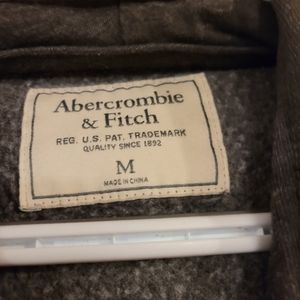 Abercrombie
& Fitch
REG. U.S. PAT. TRADEMARK
QUALITY SINCE 1892
M
MADE IN CHINA